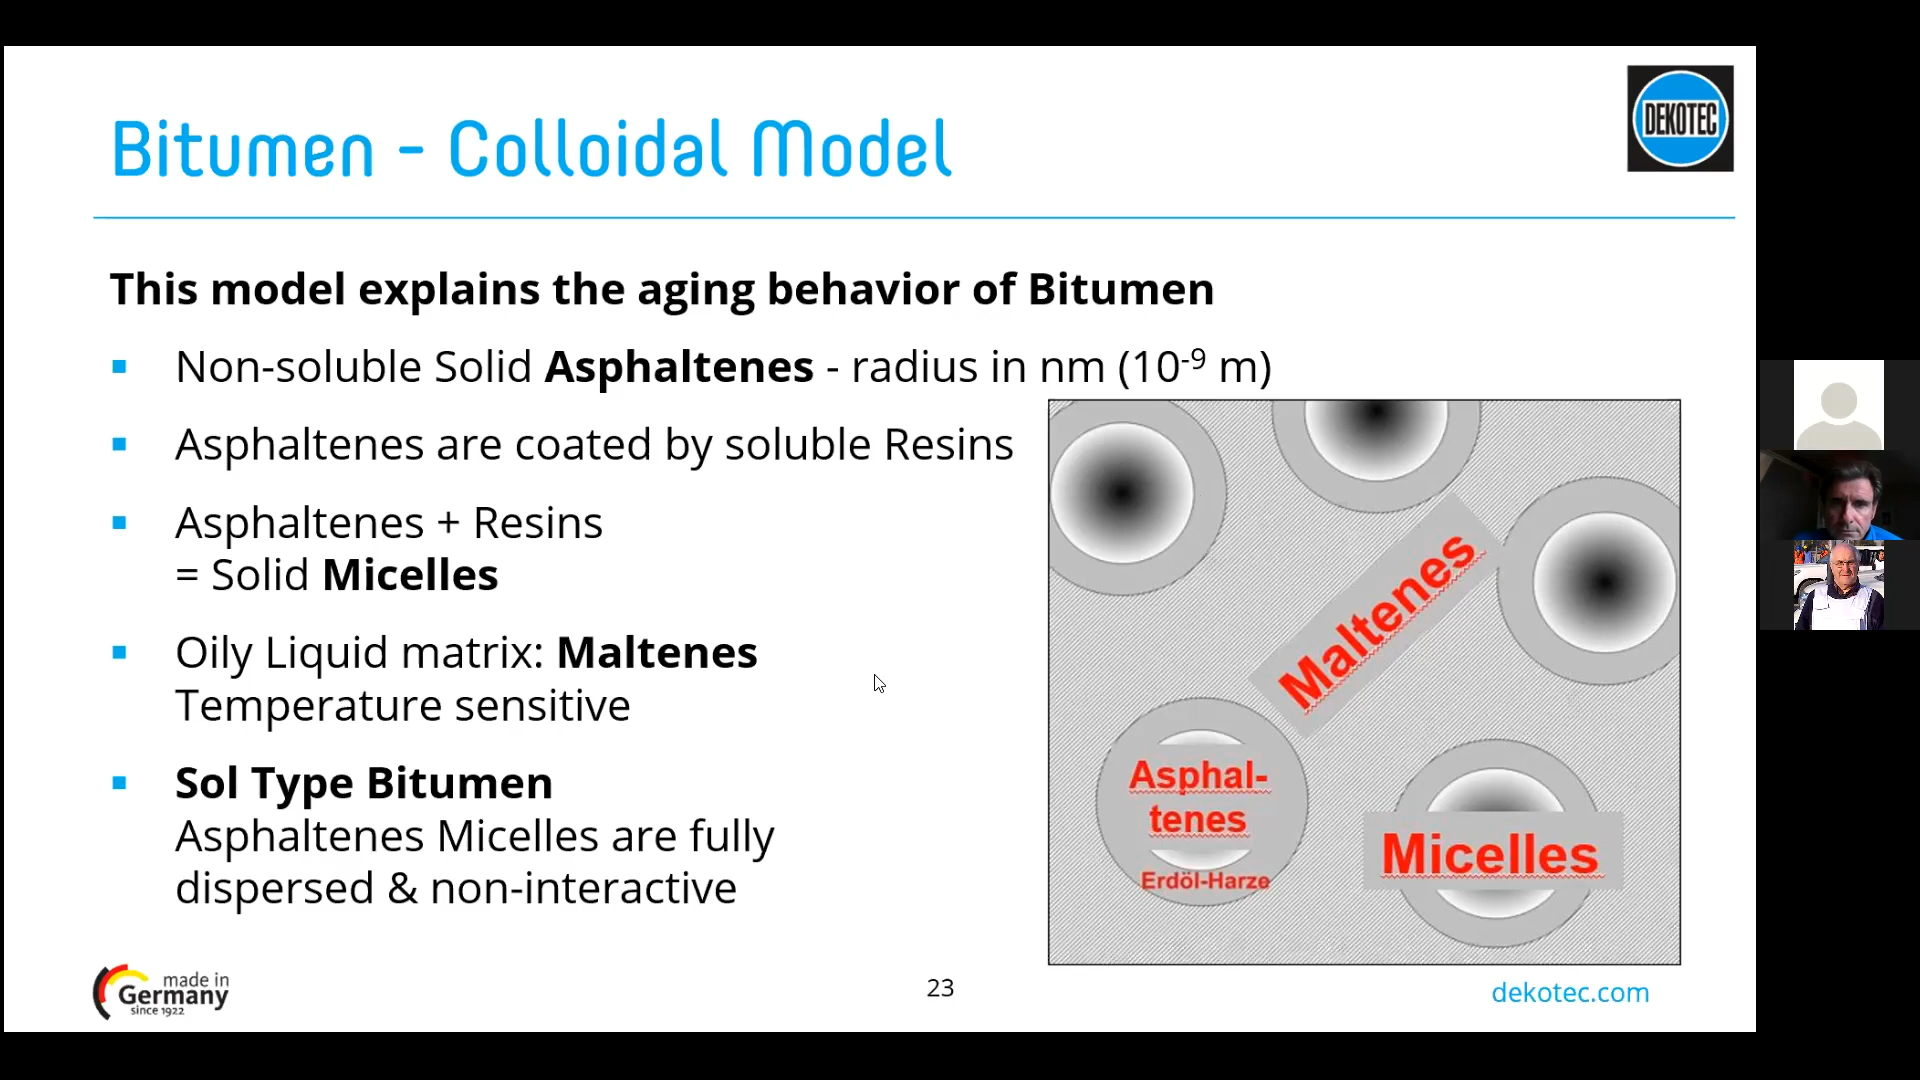 Bitumen - Colloidal Model
DEKOTEC
This model explains the aging behavior of Bitumen
Non-soluble Solid Asphaltenes - radius in nm (10⁻⁹ m)
Asphaltenes are coated by soluble Resins
Asphaltenes + Resins
= Solid Micelles
Oily Liquid matrix: Maltenes
Temperature sensitive
Sol Type Bitumen
Asphaltenes Micelles are fully
dispersed & non-interactive
Maltenes
Asphal-
tenes
Erdöl-Harze
Micelles
made in
Germany
since 1922
23
dekotec.com